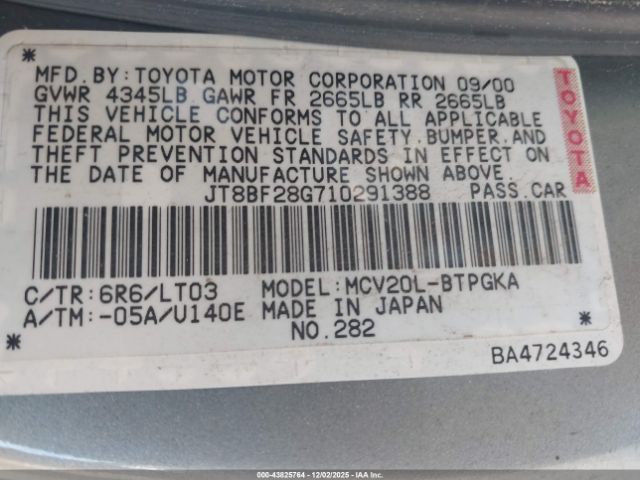 MFD. BY: TOYOTA MOTOR CORPORATION 09/00
GVWR 4345LB GAWR FR 2665LB RR 2665LB
THIS VEHICLE CONFORMS TO ALL APPLICABLE
FEDERAL MOTOR VEHICLE SAFETY, BUMPER, AND
THEFT PREVENTION STANDARDS IN EFFECT ON
THE DATE OF MANUFACTURE SHOWN ABOVE.
JT8BF28G710291388 PASS. CAR
TOYOTA
C/TR: 6R6/LT03 MODEL: MCV20L-BTPGKA
A/TM: -05A/U140E MADE IN JAPAN
NO. 282
BA4724346
000-43825764 - 12/02/2025 - IAAI.COM